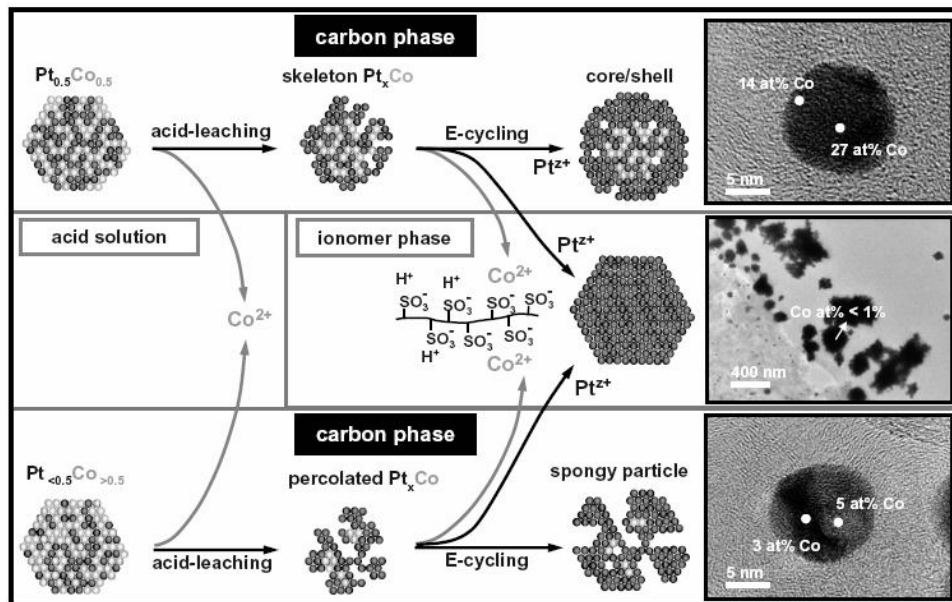 carbon phase
Pt0.5Co0.5
skeleton PtxCo
core/shell
acid-leaching
E-cycling
Ptz+
14 at% Co
27 at% Co
5 nm
acid solution
ionomer phase
Ptz+
Co2+
H+
H+
SO3- SO3- SO3- SO3-
Co2+
SO3- SO3- SO3-
H+
Co2+
Ptz+
Co at% < 1%
400 nm
carbon phase
Pt<0.5Co>0.5
percolated PtxCo
spongy particle
acid-leaching
E-cycling
5 at% Co
3 at% Co
5 nm